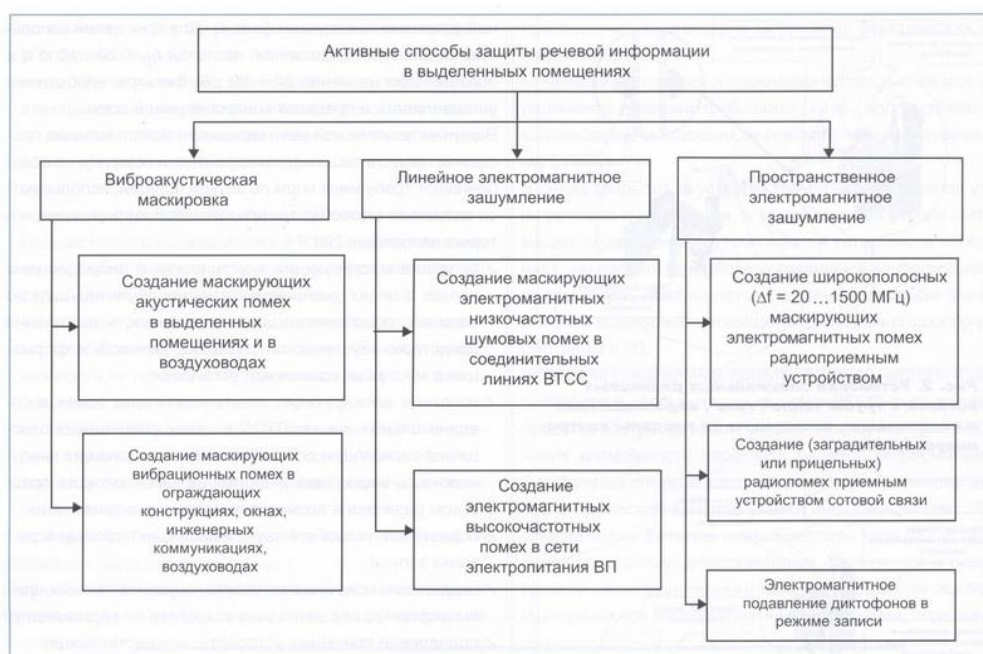 Активные способы защиты речевой информации
в выделенныых помещениях
Виброакустическая
маскировка
Линейное электромагнитное
зашумление
Пространственное
электромагнитное
зашумление
Создание маскирующих
акустических помех
в выделенных
помещениях и в
воздуховодах
Создание маскирующих
электромагнитных
низкочастотных
шумовых помех в
соединительных
линиях ВТСС
Создание широкополосных
(Δf = 20 ...1500 МГц)
маскирующих
электромагнитных помех
радиоприемным
устройством
Создание маскирующих
вибрационных помех в
ограждающих
конструкциях, окнах,
инженерных
коммуникациях,
воздуховодах
Создание
электромагнитных
высокочастотных
помех в сети
электропитания ВП
Создание (заградительных
или прицельных)
радиопомех приемным
устройством сотовой связи
Электромагнитное
подавление диктофонов в
режиме записи